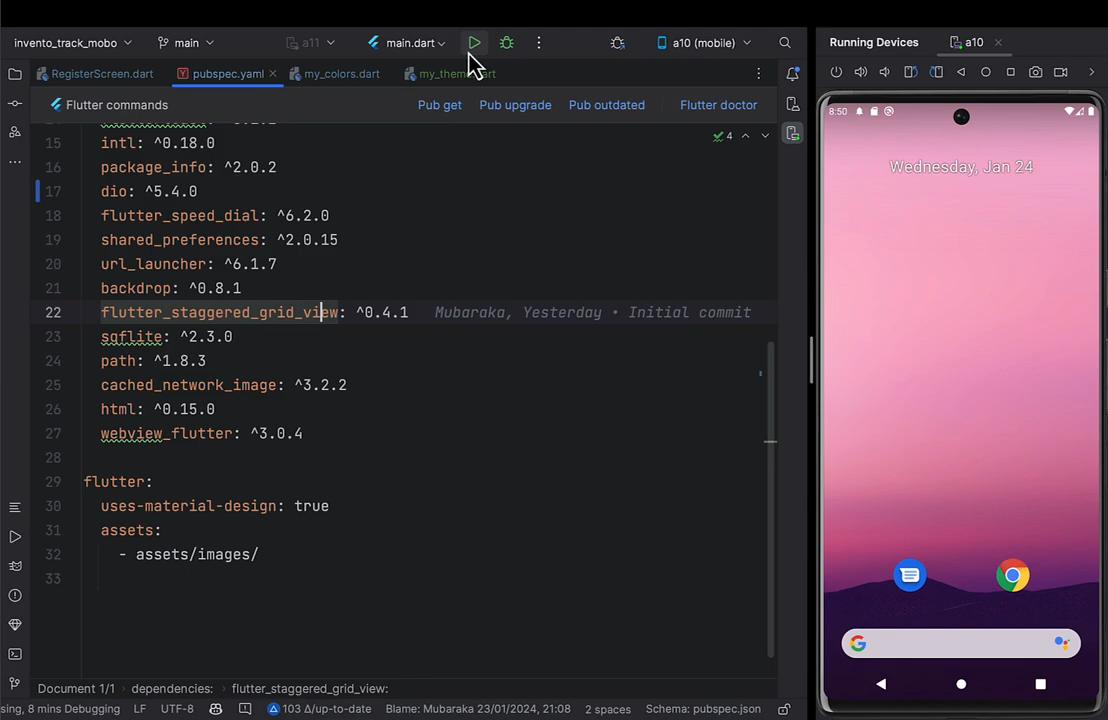 invento_track_mobo
main
a11
main.dart
a10 (mobile)
Running Devices
a10
RegisterScreen.dart
pubspec.yaml
my_colors.dart
my_theme.dart
Flutter commands
Pub get
Pub upgrade
Pub outdated
Flutter doctor
4
15 intl: ^0.18.0
16 package_info: ^2.0.2
17 dio: ^5.4.0
18 flutter_speed_dial: ^6.2.0
19 shared_preferences: ^2.0.15
20 url_launcher: ^6.1.7
21 backdrop: ^0.8.1
22 flutter_staggered_grid_view: ^0.4.1 Mubaraka, Yesterday • Initial commit
23 sqflite: ^2.3.0
24 path: ^1.8.3
25 cached_network_image: ^3.2.2
26 html: ^0.15.0
27 webview_flutter: ^3.0.4
28
29 flutter:
30 uses-material-design: true
31 assets:
32 - assets/images/
33
Document 1/1 › dependencies: › flutter_staggered_grid_view:
sing, 8 mins Debugging
LF
UTF-8
103 Δ/up-to-date
Blame: Mubaraka 23/01/2024, 21:08
2 spaces
Schema: pubspec.json
8:50
Wednesday, Jan 24